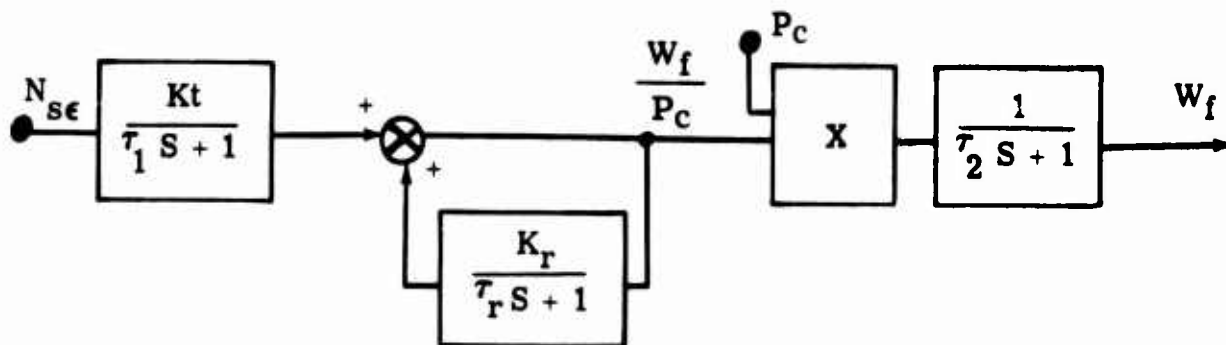 N_sε
Kt
τ_1 S + 1
+
+
W_f
P_c
P_c
X
1
τ_2 S + 1
W_f
K_r
τ_r S + 1